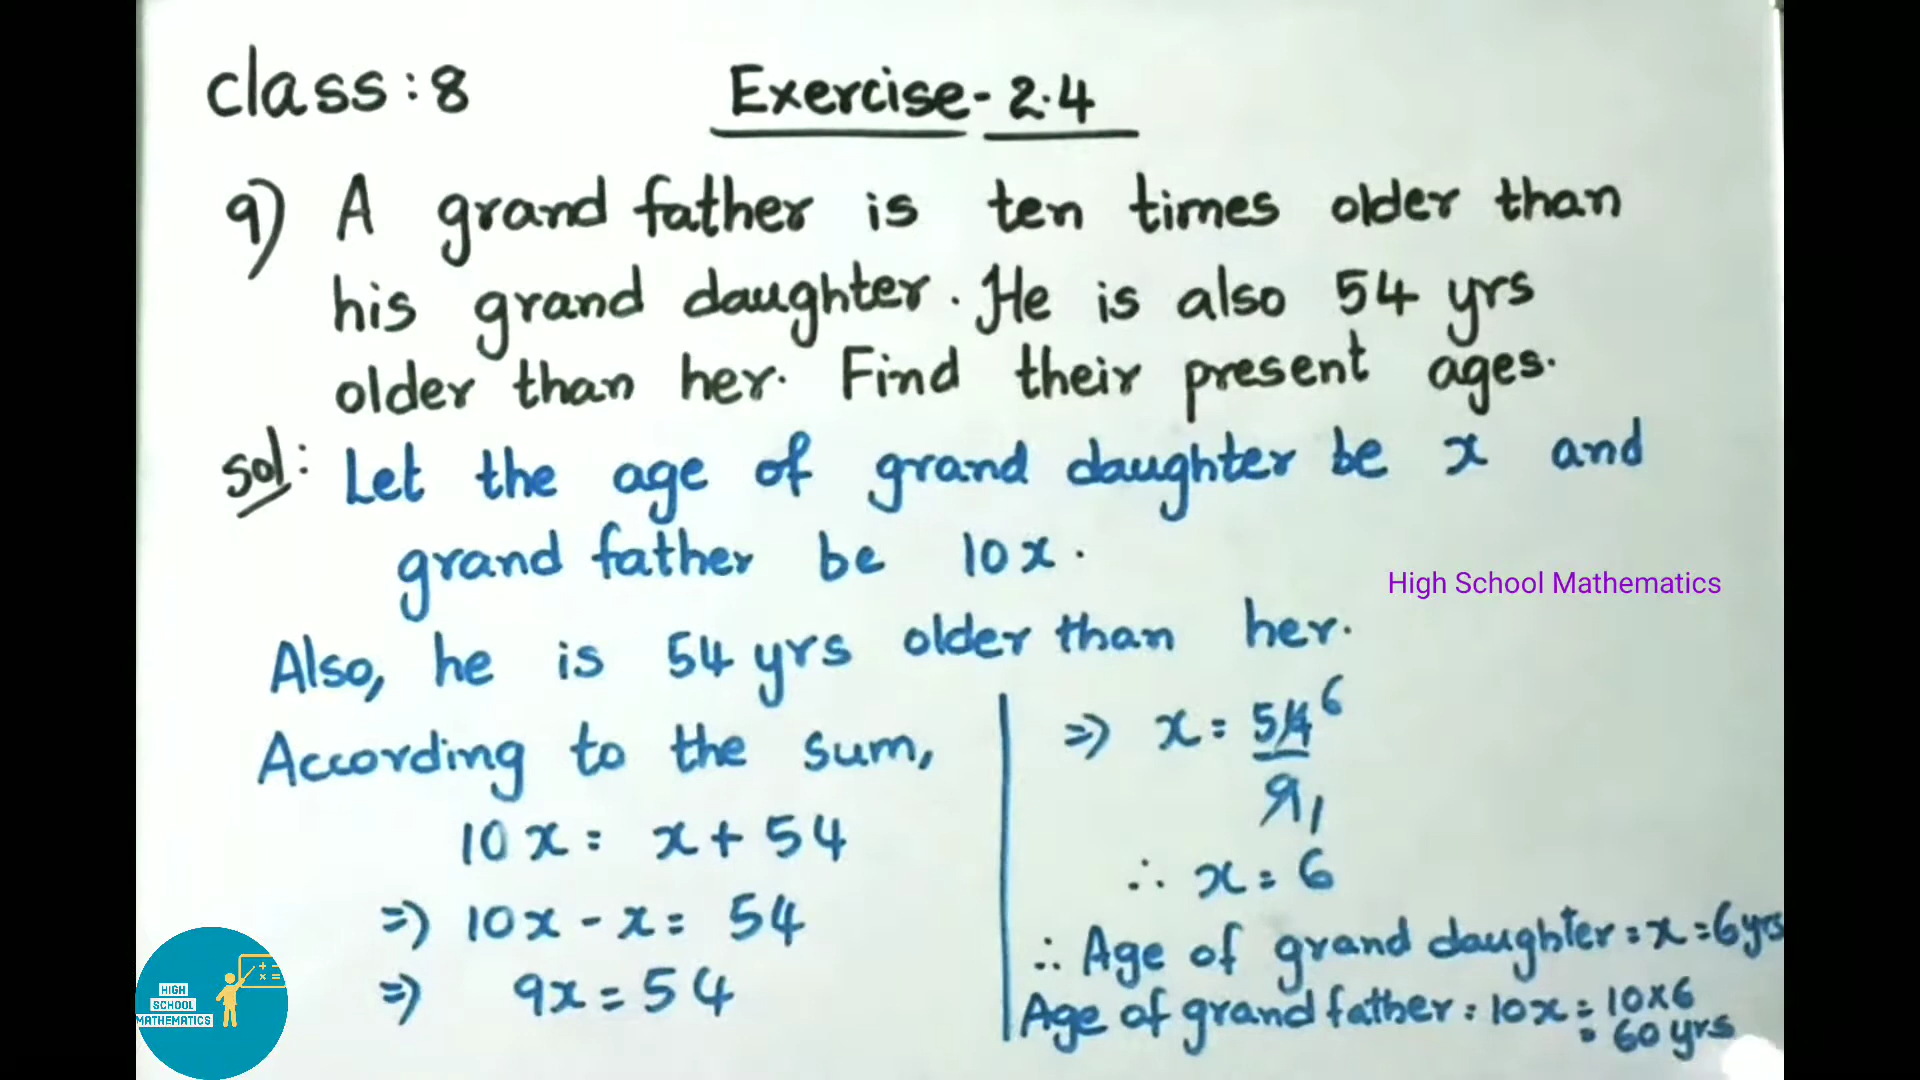 class:8
Exercise-2.4
9) A grand father is ten times older than
his grand daughter. He is also 54 yrs
older than her. Find their present ages.
Sol: Let the age of grand daughter be x and
grand father be 10x.
High School Mathematics
Also, he is 54 yrs older than her.
According to the sum,
10x = x + 54
=> 10x - x = 54
=> 9x = 54
=> x = 54 6
9 1
∴ x = 6
∴ Age of grand daughter = x = 6 yrs
Age of grand father = 10x = 10x6
= 60 yrs
HIGH
SCHOOL
MATHEMATICS